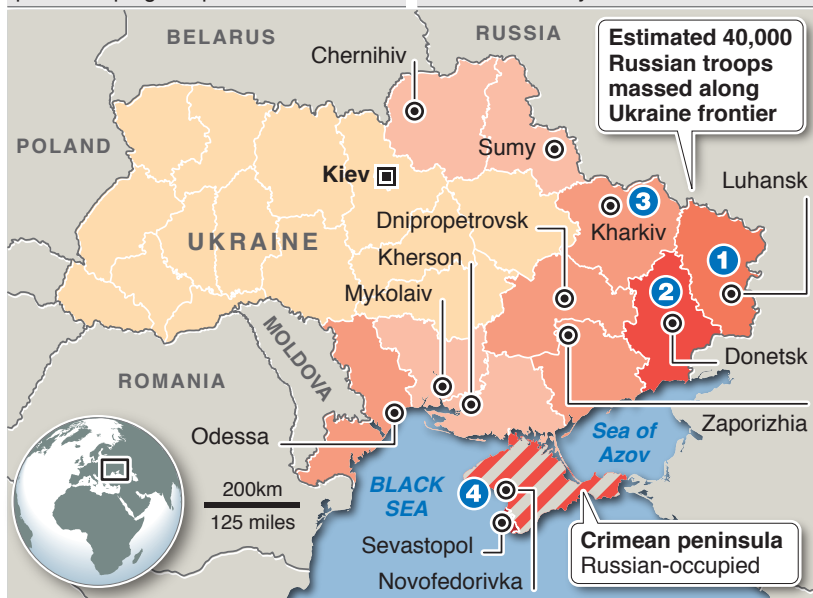 BELARUS
RUSSIA
Chernihiv
Estimated 40,000
Russian troops
massed along
Ukraine frontier
POLAND
Sumy
Kiev
Luhansk
3
Dnipropetrovsk
Kharkiv
UKRAINE
Kherson
1
Mykolaiv
2
MOLDOVA
Donetsk
ROMANIA
Zaporizhia
Odessa
Sea of
Azov
200km
125 miles
BLACK
SEA
4
Sevastopol
Crimean peninsula
Russian-occupied
Novofedorivka